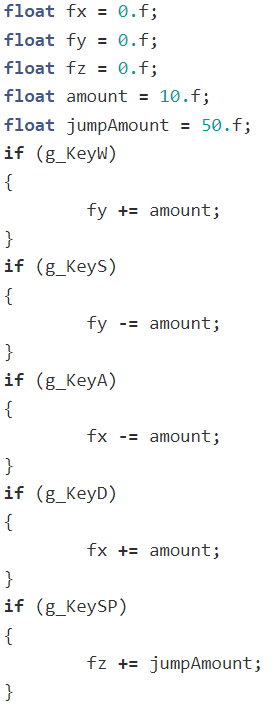 float fx = 0.f;
float fy = 0.f;
float fz = 0.f;
float amount = 10.f;
float jumpAmount = 50.f;
if (g_KeyW)
{
        fy += amount;
}
if (g_KeyS)
{
        fy -= amount;
}
if (g_KeyA)
{
        fx -= amount;
}
if (g_KeyD)
{
        fx += amount;
}
if (g_KeySP)
{
        fz += jumpAmount;
}